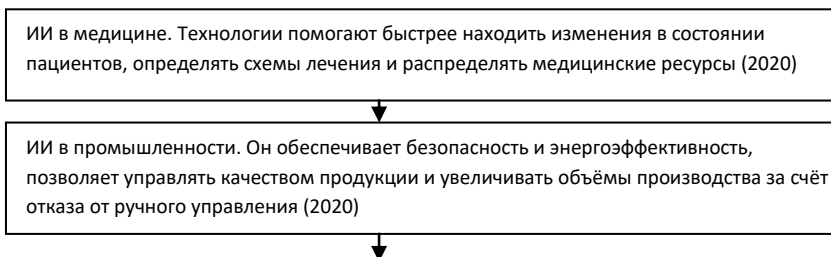 ИИ в медицине. Технологии помогают быстрее находить изменения в состоянии
пациентов, определять схемы лечения и распределять медицинские ресурсы (2020)
ИИ в промышленности. Он обеспечивает безопасность и энергоэффективность,
позволяет управлять качеством продукции и увеличивать объёмы производства за счёт
отказа от ручного управления (2020)